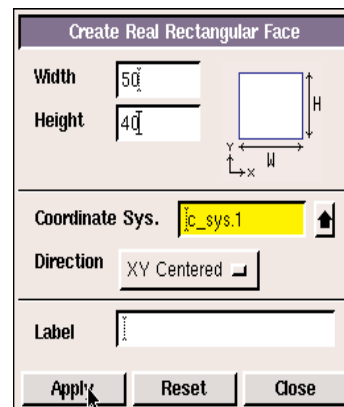 Create Real Rectangular Face
Width 50
Height 40
H
Y
X
W
Coordinate Sys. c_sys.1
Direction XY Centered
Label
Apply Reset Close